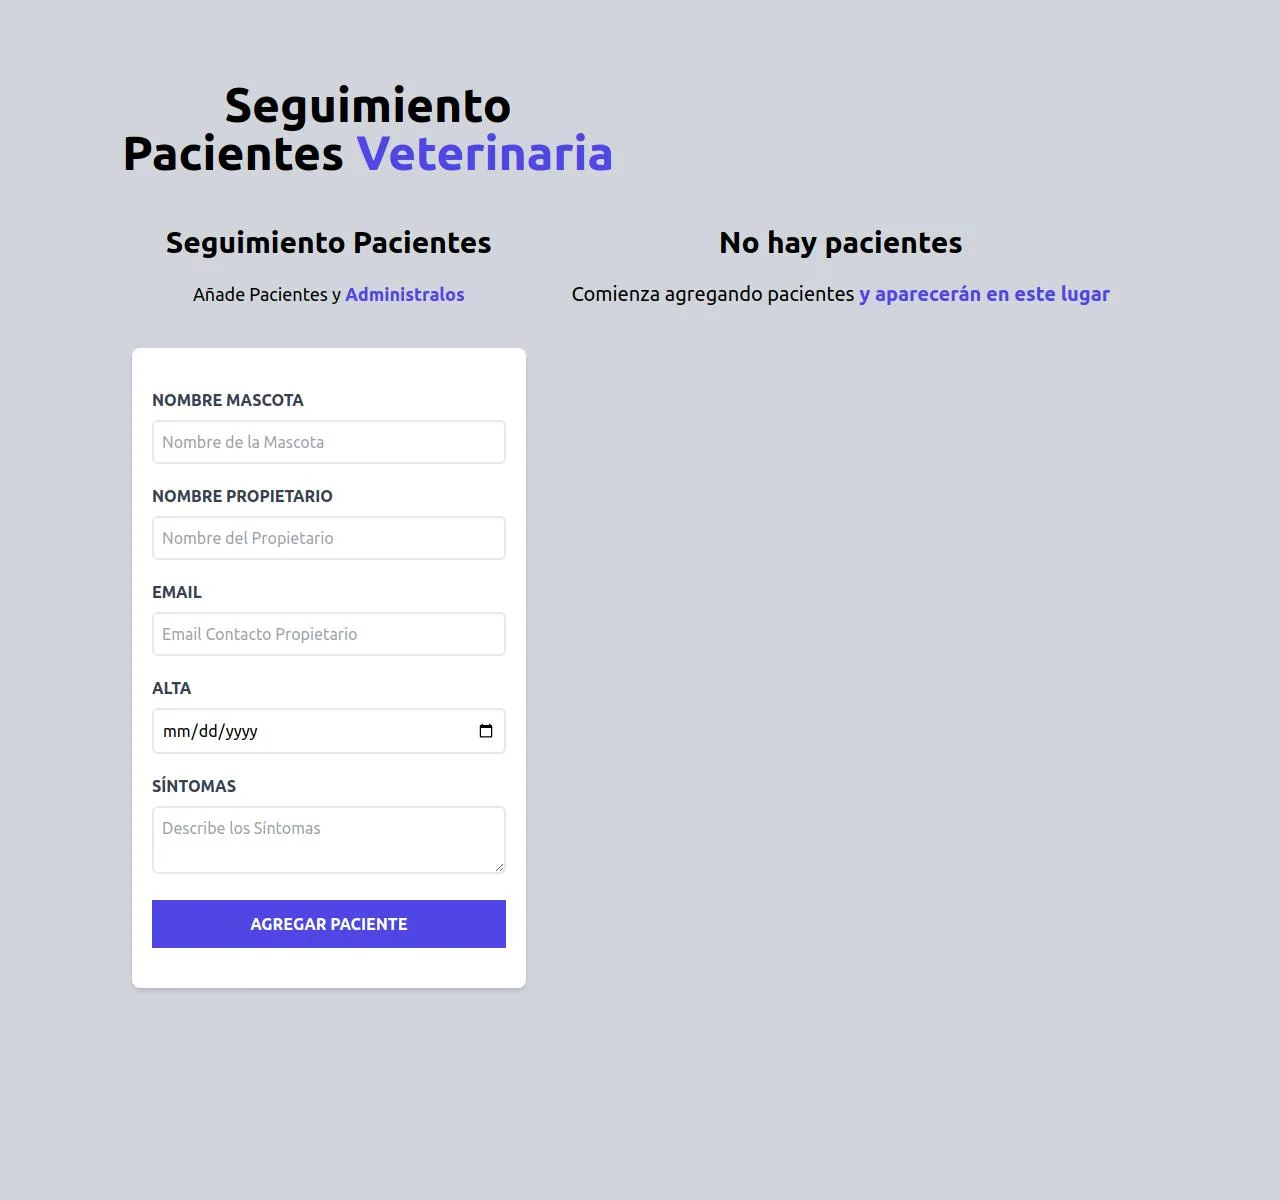 Seguimiento
Pacientes Veterinaria
Seguimiento Pacientes
Añade Pacientes y Administralos
NOMBRE MASCOTA
Nombre de la Mascota
NOMBRE PROPIETARIO
Nombre del Propietario
EMAIL
Email Contacto Propietario
ALTA
mm/dd/yyyy
SÍNTOMAS
Describe los Síntomas
AGREGAR PACIENTE
No hay pacientes
Comienza agregando pacientes y aparecerán en este lugar